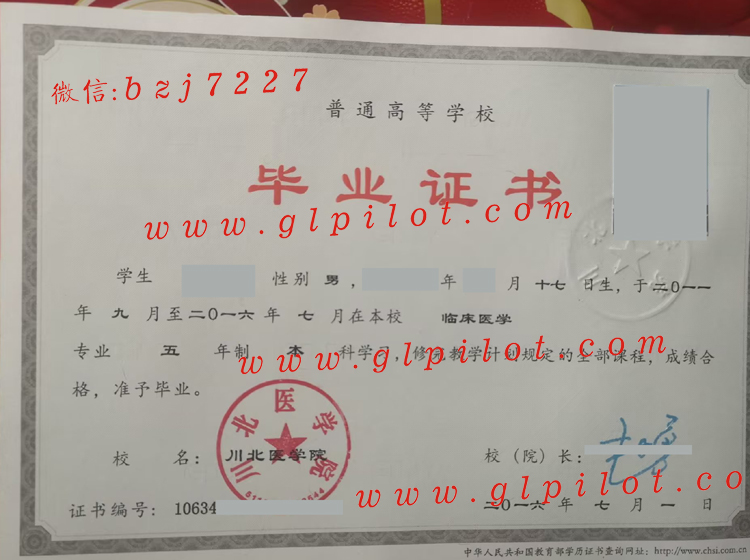 微信:bzj7227
普通高等学校
毕业证书
www.glpilot.com
学生 性别 男, 年 月 十七 日生,于二〇一一
年 九 月至二〇一六年 七 月在本校 临床医学
专业 五 年制 本 科学习,修完教学计划规定的全部课程,成绩合
www.glpilot.com
格,准予毕业。
川北医学院
校 名: 川北医学院
校(院)长:
证书编号: 10634
www.glpilot.com
二〇一六 年 七 月 一 日
中华人民共和国教育部学历证书查询网址: http://www.chsi.com.cn